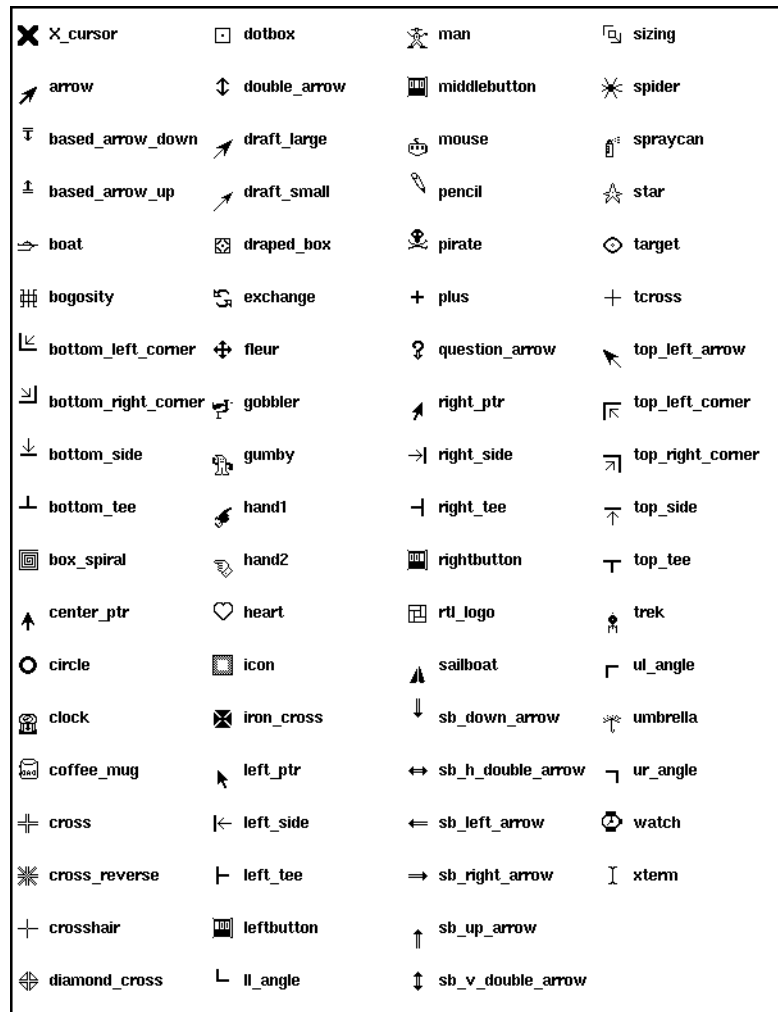 X_cursor
arrow
based_arrow_down
based_arrow_up
boat
bogosity
bottom_left_corner
bottom_right_corner
bottom_side
bottom_tee
box_spiral
center_ptr
circle
clock
coffee_mug
cross
cross_reverse
crosshair
diamond_cross
dotbox
double_arrow
draft_large
draft_small
draped_box
exchange
fleur
gobbler
gumby
hand1
hand2
heart
icon
iron_cross
left_ptr
left_side
left_tee
leftbutton
ll_angle
man
middlebutton
mouse
pencil
pirate
plus
question_arrow
right_ptr
right_side
right_tee
rightbutton
rtl_logo
sailboat
sb_down_arrow
sb_h_double_arrow
sb_left_arrow
sb_right_arrow
sb_up_arrow
sb_v_double_arrow
sizing
spider
spraycan
star
target
tcross
top_left_arrow
top_left_corner
top_right_corner
top_side
top_tee
trek
ul_angle
umbrella
ur_angle
watch
xterm